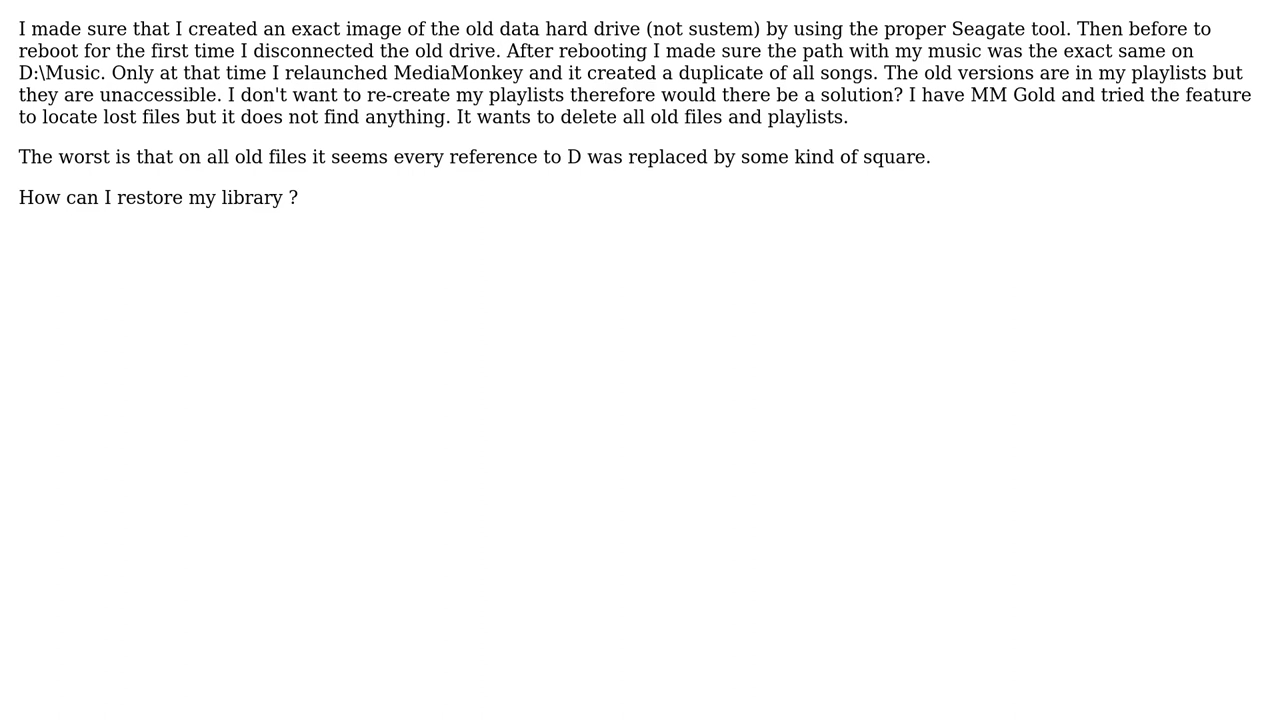 I made sure that I created an exact image of the old data hard drive (not sustem) by using the proper Seagate tool. Then before to
reboot for the first time I disconnected the old drive. After rebooting I made sure the path with my music was the exact same on
D:\Music. Only at that time I relaunched MediaMonkey and it created a duplicate of all songs. The old versions are in my playlists but
they are unaccessible. I don't want to re-create my playlists therefore would there be a solution? I have MM Gold and tried the feature
to locate lost files but it does not find anything. It wants to delete all old files and playlists.
The worst is that on all old files it seems every reference to D was replaced by some kind of square.
How can I restore my library ?